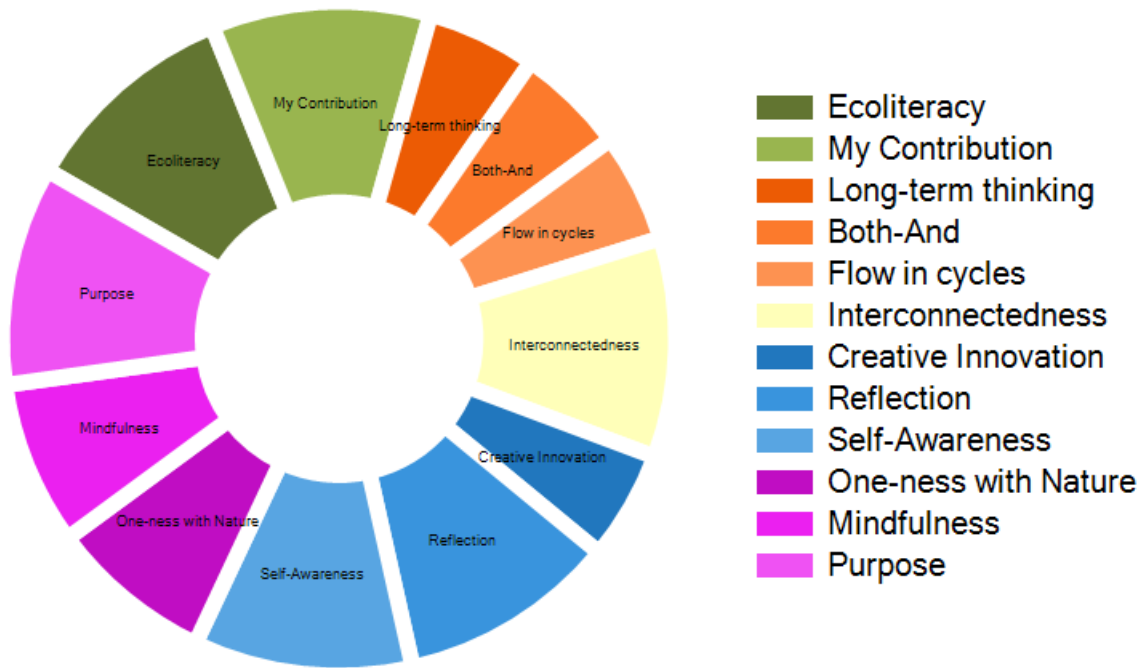 My Contribution
Long-term thinking
Ecoliteracy
Both-And
Flow in cycles
Purpose
Interconnectedness
Mindfulness
Creative Innovation
One-ness with Nature
Reflection
Self-Awareness
Ecoliteracy
My Contribution
Long-term thinking
Both-And
Flow in cycles
Interconnectedness
Creative Innovation
Reflection
Self-Awareness
One-ness with Nature
Mindfulness
Purpose